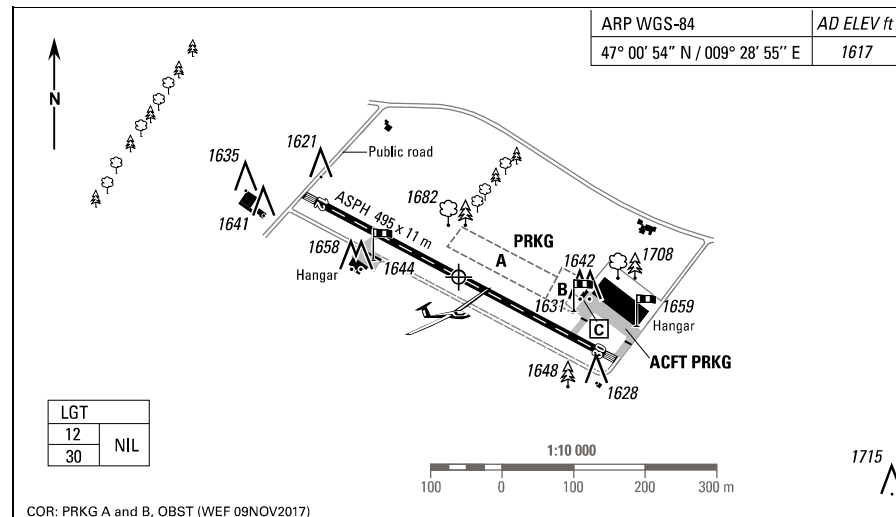 ARP WGS-84 AD ELEV ft
47° 00′ 54″ N / 009° 28′ 55″ E 1617
N
1635
1621
Public road
1641
1682
ASPH 495 x 11 m
PRKG
A
1658
1644
Hangar
1642
1708
B
1631
C
1659
Hangar
ACFT PRKG
1648
1628
LGT
12 NIL
30
1:10 000
100 0 100 200 300 m
1715
COR: PRKG A and B, OBST (WEF 09NOV2017)